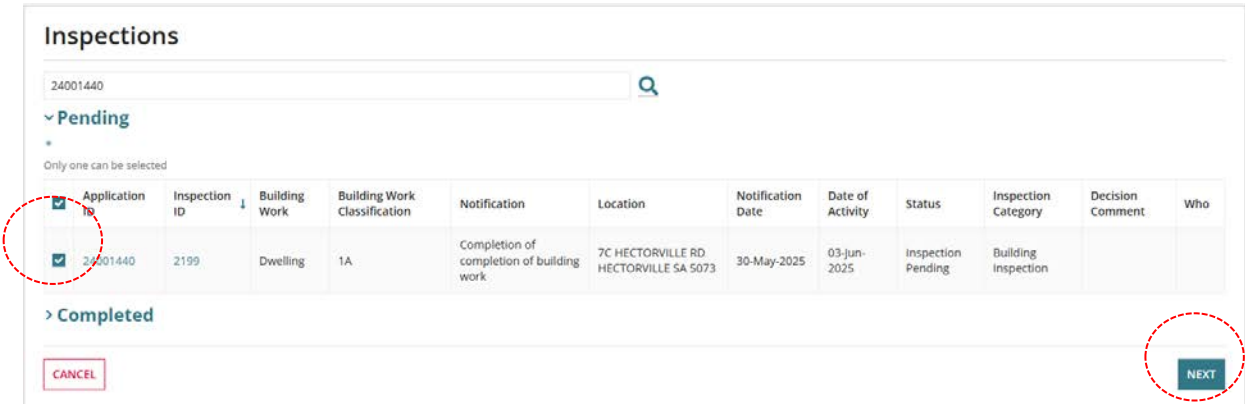 Inspections
24001440
Pending
*
Only one can be selected
Application ID Inspection ID ↓ Building Work Building Work Classification Notification Location Notification Date Date of Activity Status Inspection Category Decision Comment Who
24001440 2199 Dwelling 1A Completion of completion of building work 7C HECTORVILLE RD HECTORVILLE SA 5073 30-May-2025 03-Jun-2025 Inspection Pending Building Inspection
Completed
CANCEL NEXT